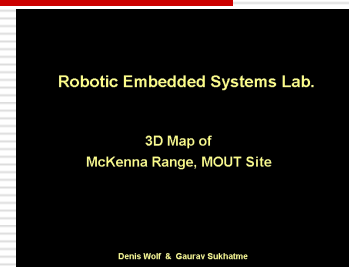 Robotic Embedded Systems Lab.
3D Map of
McKenna Range, MOUT Site
Denis Wolf & Gaurav Sukhatme